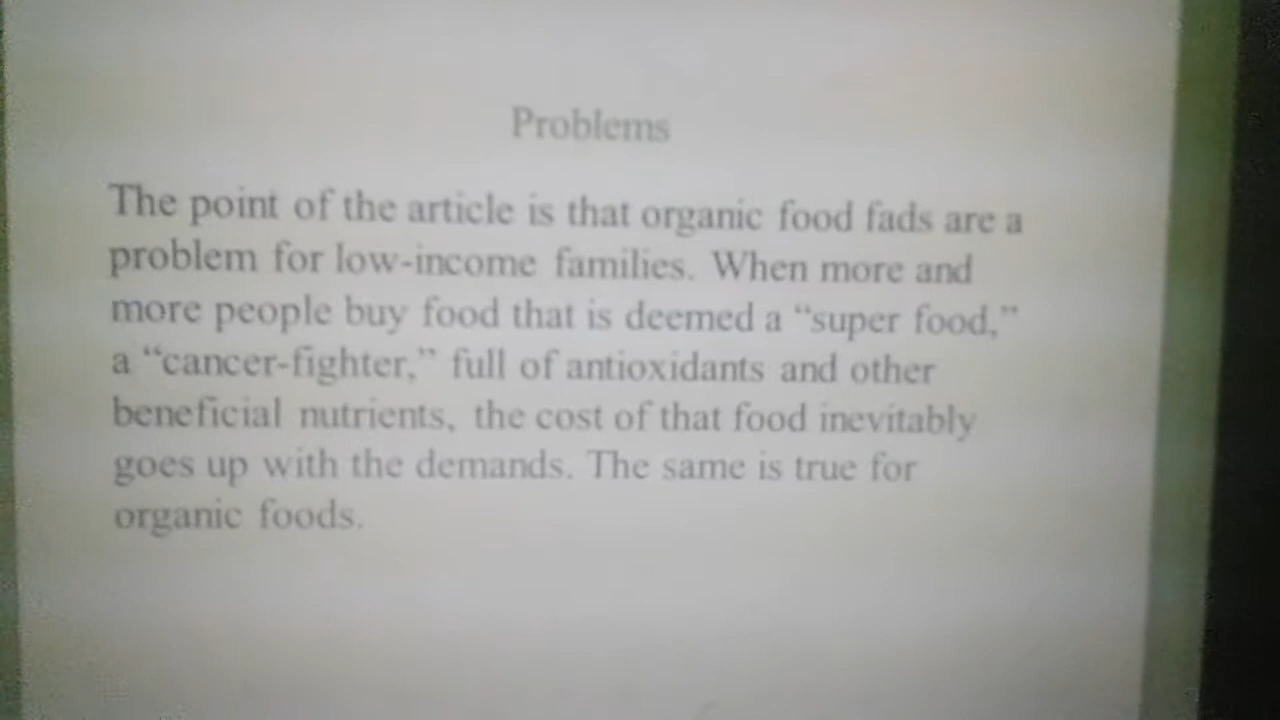 Problems
The point of the article is that organic food fads are a
problem for low-income families. When more and
more people buy food that is deemed a “super food,”
a “cancer-fighter,” full of antioxidants and other
beneficial nutrients, the cost of that food inevitably
goes up with the demands. The same is true for
organic foods.